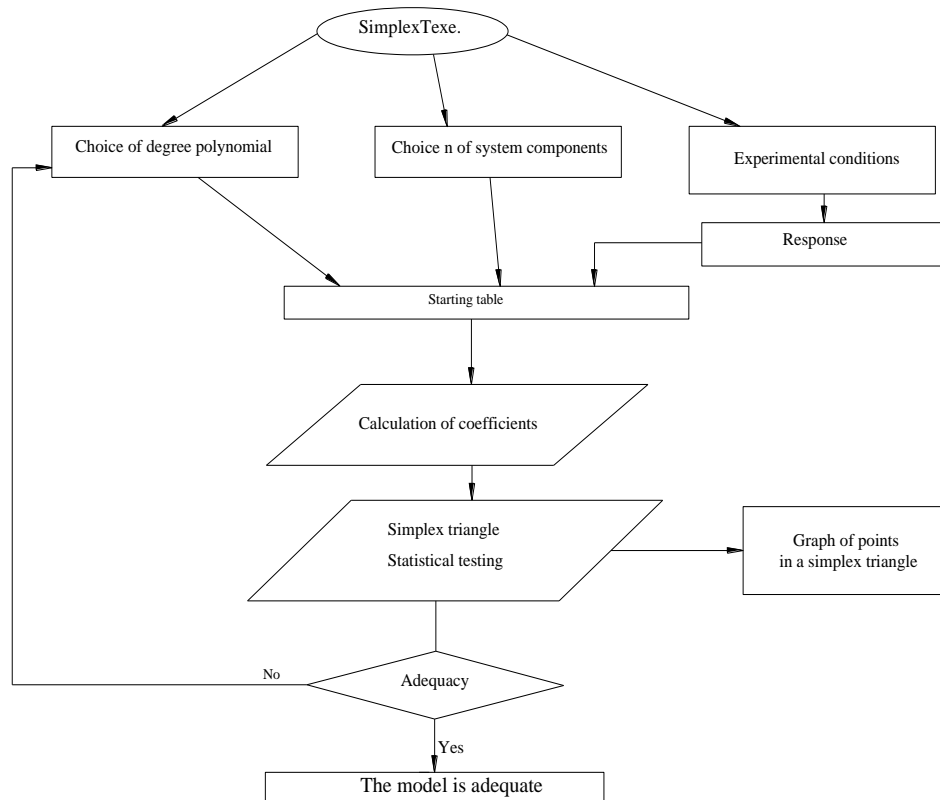 SimplexTexe.
Choice of degree polynomial
Choice n of system components
Experimental conditions
Response
Starting table
Calculation of coefficients
Simplex triangle
Statistical testing
Graph of points
in a simplex triangle
No
Adequacy
Yes
The model is adequate